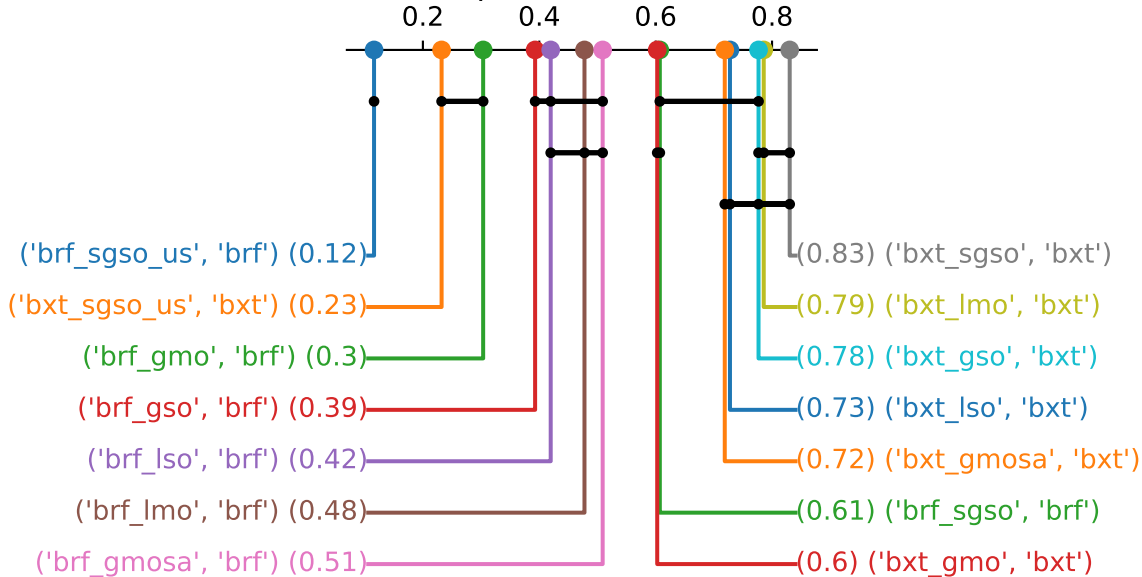 0.2 0.4 0.6 0.8
('brf_sgso_us', 'brf') (0.12) (0.83) ('bxt_sgso', 'bxt')
('bxt_sgso_us', 'bxt') (0.23) (0.79) ('bxt_lmo', 'bxt')
('brf_gmo', 'brf') (0.3) (0.78) ('bxt_gso', 'bxt')
('brf_gso', 'brf') (0.39) (0.73) ('bxt_lso', 'bxt')
('brf_lso', 'brf') (0.42) (0.72) ('bxt_gmosa', 'bxt')
('brf_lmo', 'brf') (0.48) (0.61) ('brf_sgso', 'brf')
('brf_gmosa', 'brf') (0.51) (0.6) ('bxt_gmo', 'bxt')